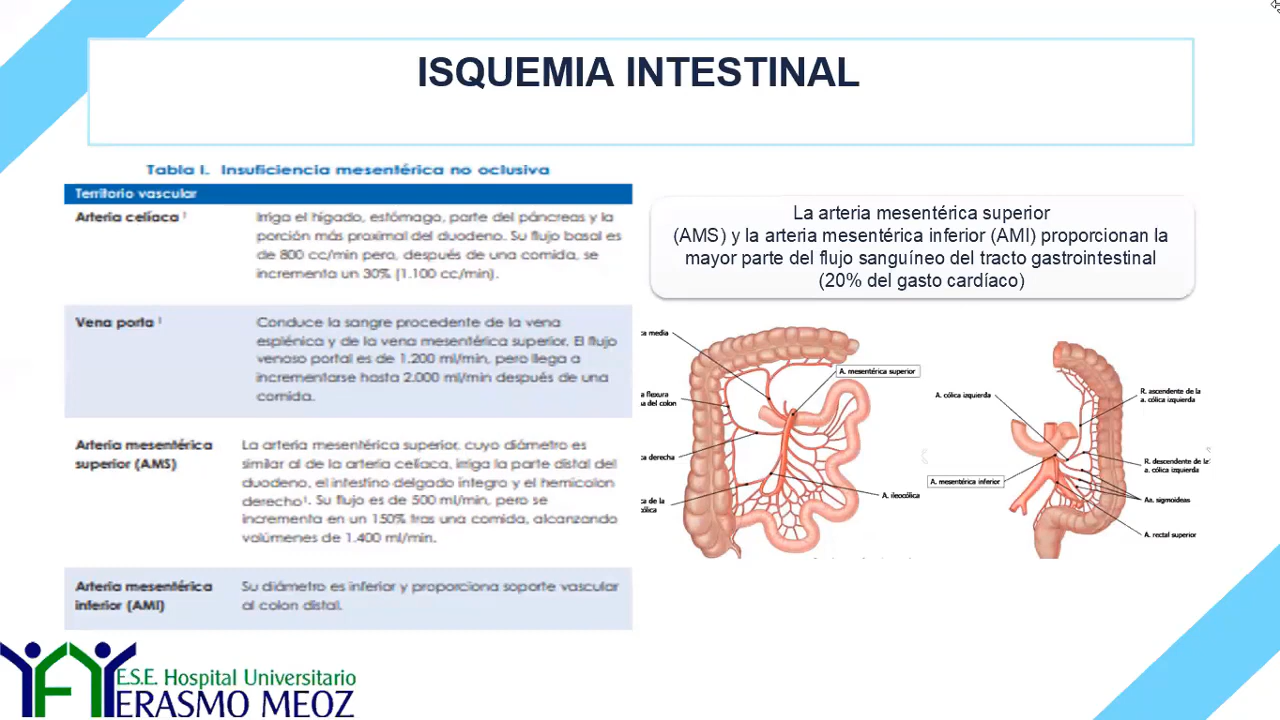 ISQUEMIA INTESTINAL
Tabla I. Insuficiencia mesentérica no oclusiva
Territorio vascular
Arteria celíaca ¹
Irriga el hígado, estómago, parte del páncreas y la
porción más proximal del duodeno. Su flujo basal es
de 800 cc/min pero, después de una comida, se
incrementa un 30% (1.100 cc/min).
Vena porta ¹
Conduce la sangre procedente de la vena
esplénica y de la vena mesentérica superior. El flujo
venoso portal es de 1.200 ml/min, pero llega a
incrementarse hasta 2.000 ml/min después de una
comida.
Arteria mesentérica
superior (AMS)
La arteria mesentérica superior, cuyo diámetro es
similar al de la arteria celíaca, irriga la parte distal del
duodeno, el intestino delgado íntegro y el hemicolon
derecho¹. Su flujo es de 500 ml/min, pero se
incrementa en un 150% tras una comida, alcanzando
volúmenes de 1.400 ml/min.
Arteria mesentérica
inferior (AMI)
Su diámetro es inferior y proporciona soporte vascular
al colon distal.
La arteria mesentérica superior
(AMS) y la arteria mesentérica inferior (AMI) proporcionan la
mayor parte del flujo sanguíneo del tracto gastrointestinal
(20% del gasto cardíaco)
ca media
A. mesentérica superior
a flexura
a del colon
ca derecha
ca de la
cólica
A. ileocólica
A. cólica izquierda
R. ascendente de la
a. cólica izquierda
A. mesentérica inferior
R. descendente de la
a. cólica izquierda
As. sigmoideas
A. rectal superior
E.S.E. Hospital Universitario
ERASMO MEOZ